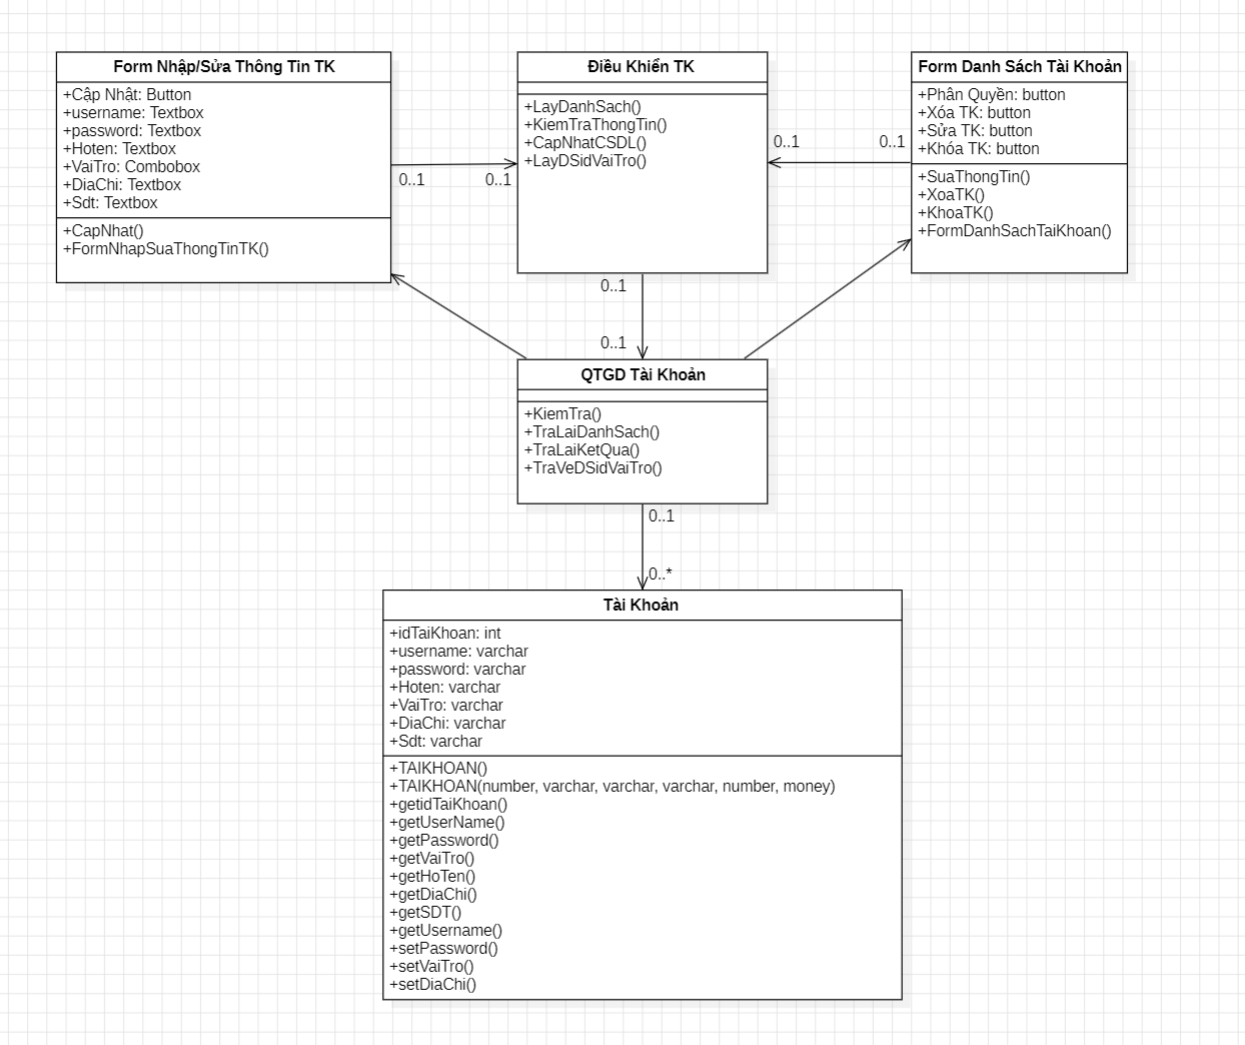 Form Nhập/Sửa Thông Tin TK
+Cập Nhật: Button
+username: Textbox
+password: Textbox
+Hoten: Textbox
+VaiTro: Combobox
+DiaChi: Textbox
+Sdt: Textbox
+CapNhat()
+FormNhapSuaThongTinTK()
0..1
0..1
Điều Khiển TK
+LayDanhSach()
+KiemTraThongTin()
+CapNhatCSDL()
+LayDSidVaiTro()
0..1
0..1
Form Danh Sách Tài Khoản
+Phân Quyền: button
+Xóa TK: button
+Sửa TK: button
+Khóa TK: button
+SuaThongTin()
+XoaTK()
+KhoaTK()
+FormDanhSachTaiKhoan()
0..1
0..1
QTGD Tài Khoản
+KiemTra()
+TraLaiDanhSach()
+TraLaiKetQua()
+TraVeDSidVaiTro()
0..1
0..*
Tài Khoản
+idTaiKhoan: int
+username: varchar
+password: varchar
+Hoten: varchar
+VaiTro: varchar
+DiaChi: varchar
+Sdt: varchar
+TAIKHOAN()
+TAIKHOAN(number, varchar, varchar, varchar, number, money)
+getidTaiKhoan()
+getUserName()
+getPassword()
+getVaiTro()
+getHoTen()
+getDiaChi()
+getSDT()
+getUsername()
+setPassword()
+setVaiTro()
+setDiaChi()